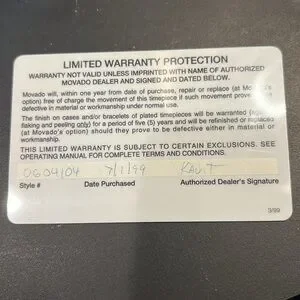 LIMITED WARRANTY PROTECTION
WARRANTY NOT VALID UNLESS IMPRINTED WITH NAME OF AUTHORIZED
MOVADO DEALER AND SIGNED AND DATED BELOW.
Movado will, within one year from date of purchase, repair or replace (at Movado's
option) free of charge the movement of this timepiece if such movement prove
defective in material or workmanship under normal use.
The finish on cases and/or bracelets of plated timepieces will be warranted
flaking and peeling only) for a period of five (5) years and will be refinished or replaced
(at Movado's option) should they prove to be defective either in material or
workmanship.
THIS LIMITED WARRANTY IS SUBJECT TO CERTAIN EXCLUSIONS. SEE
OPERATING MANUAL FOR COMPLETE TERMS AND CONDITIONS.
0604104 7/1/99
Style # Date Purchased Authorized Dealer's Signature
3/99